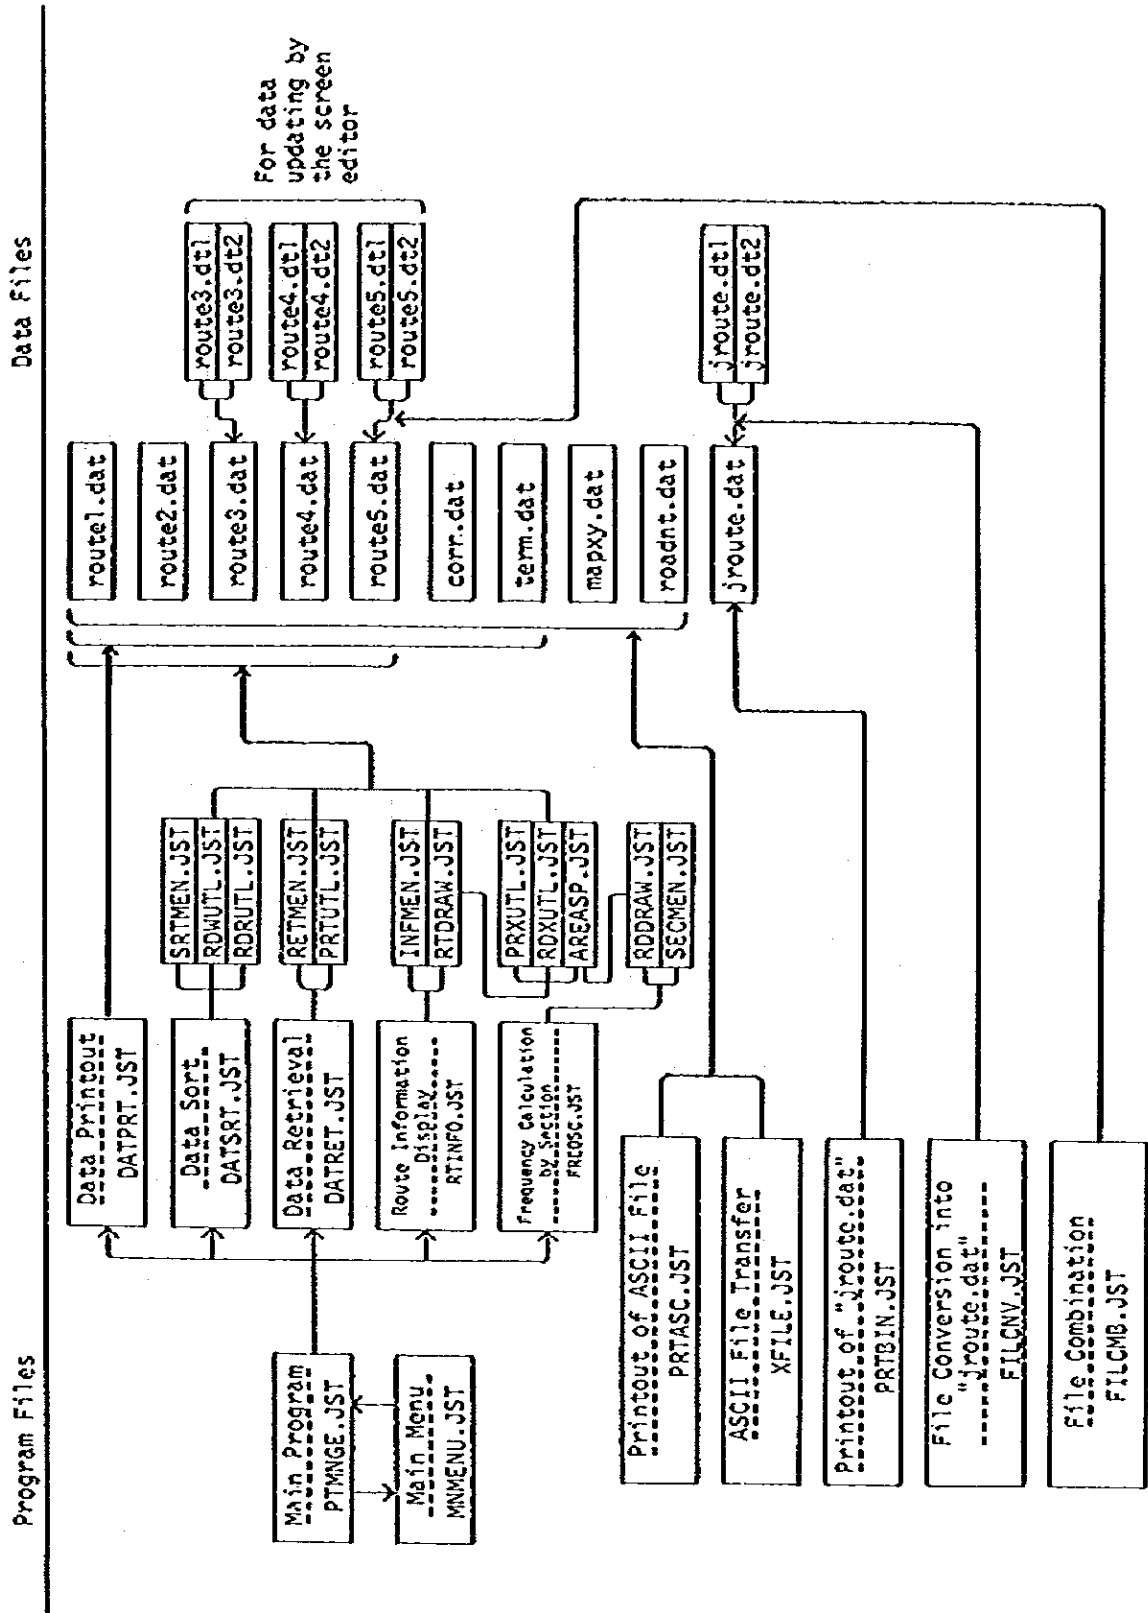 Program Files
Data Files
Main Program
PTMNGE.JST
Main Menu
MNMENU.JST
Data Printout
DATPRT.JST
Data Sort
DATSRT.JST
Data Retrieval
DATRET.JST
Route Information
Display
RTINFO.JST
Frequency Calculation
by Section
FREQSC.JST
SRTMEN.JST
RDWUTL.JST
RDRUTL.JST
RETMEN.JST
PRTUTL.JST
INFMEN.JST
RTDRAW.JST
PRXUTL.JST
RDXUTL.JST
AREASP.JST
RDDRAW.JST
SECMEN.JST
Printout of ASCII File
PRTASC.JST
ASCII File Transfer
XFILE.JST
Printout of "jroute.dat"
PRTBIN.JST
File Conversion into
"jroute.dat"
FILCNV.JST
File Combination
FILCMB.JST
route1.dat
route2.dat
route3.dat
route4.dat
route5.dat
corr.dat
term.dat
mapxy.dat
roadnt.dat
jroute.dat
route3.dt1
route3.dt2
route4.dt1
route4.dt2
route5.dt1
route5.dt2
jroute.dt1
jroute.dt2
For data
updating by
the screen
editor